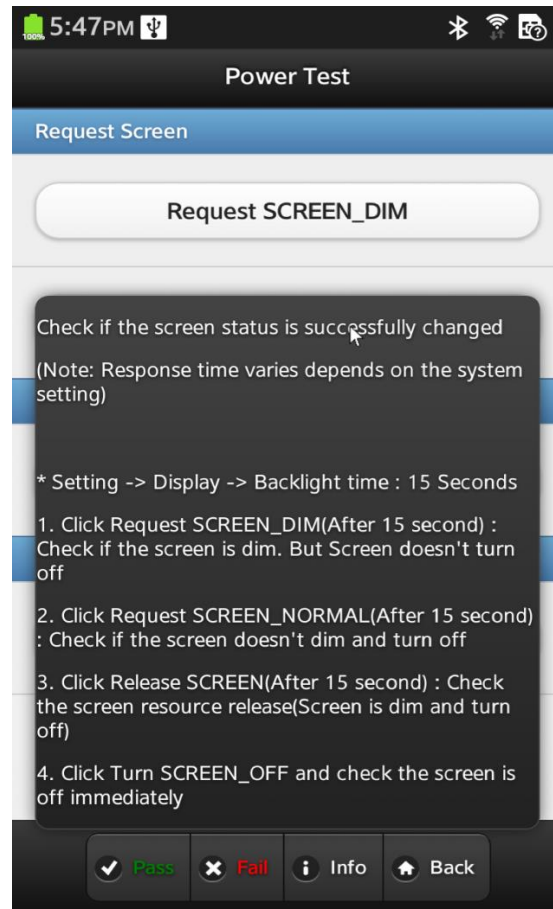 100%
5:47PM
Power Test
Request Screen
Request SCREEN_DIM
Check if the screen status is successfully changed
(Note: Response time varies depends on the system
setting)
* Setting -> Display -> Backlight time : 15 Seconds
1. Click Request SCREEN_DIM(After 15 second) :
Check if the screen is dim. But Screen doesn't turn
off
2. Click Request SCREEN_NORMAL(After 15 second)
: Check if the screen doesn't dim and turn off
3. Click Release SCREEN(After 15 second) : Check
the screen resource release(Screen is dim and turn
off)
4. Click Turn SCREEN_OFF and check the screen is
off immediately
Pass Fail Info Back